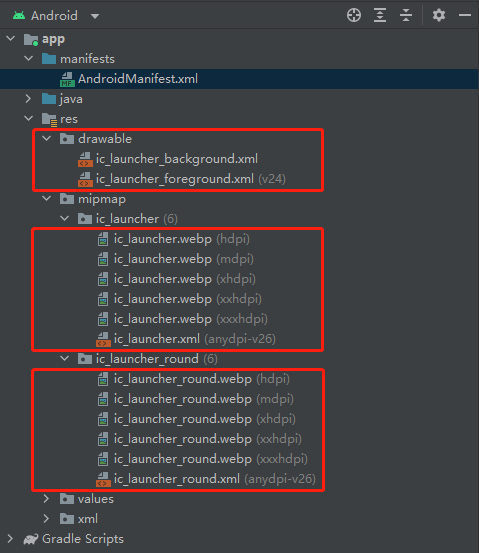 Android
app
manifests
AndroidManifest.xml
java
res
drawable
ic_launcher_background.xml
ic_launcher_foreground.xml (v24)
mipmap
ic_launcher (6)
ic_launcher.webp (hdpi)
ic_launcher.webp (mdpi)
ic_launcher.webp (xhdpi)
ic_launcher.webp (xxhdpi)
ic_launcher.webp (xxxhdpi)
ic_launcher.xml (anydpi-v26)
ic_launcher_round (6)
ic_launcher_round.webp (hdpi)
ic_launcher_round.webp (mdpi)
ic_launcher_round.webp (xhdpi)
ic_launcher_round.webp (xxhdpi)
ic_launcher_round.webp (xxxhdpi)
ic_launcher_round.xml (anydpi-v26)
values
xml
Gradle Scripts